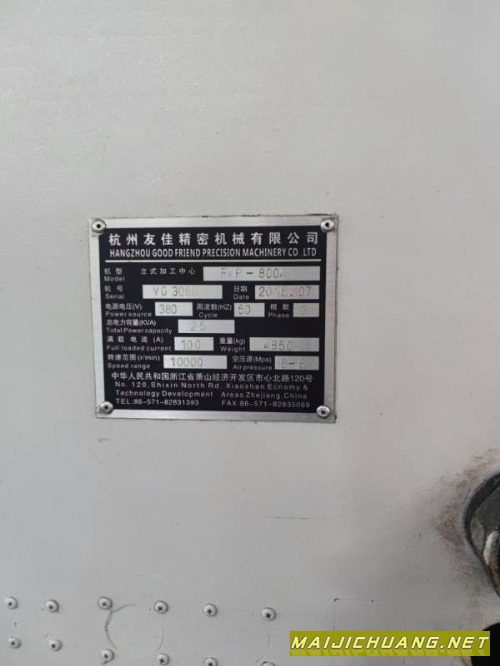 杭州友佳精密机械有限公司
HANGZHOU GOOD FRIEND PRECISION MACHINERY CO .,LTD
机型 立式加工中心
Model
机号 日期
Serial Date
电源电压(V) 380 周波数(HZ) 50 相数
Power source Cycle Phase
总电力容量(KVA) 25
Total Power capacity
满载电流(A) 100 重量(kg)
Full loaded current Weight
转速范围(r/min) 10000 空压源(Mpa)
Speed range Air pressure
中华人民共和国浙江省萧山经济开发区市心北路120号
No. 120,Shixin North Rd, Xiaoshan Ecnomy &
Technology Development Areas Zhejiang,China
TEL.86-571-82831393 FAX.86-571-82835069
MAIJICHUANG.NET